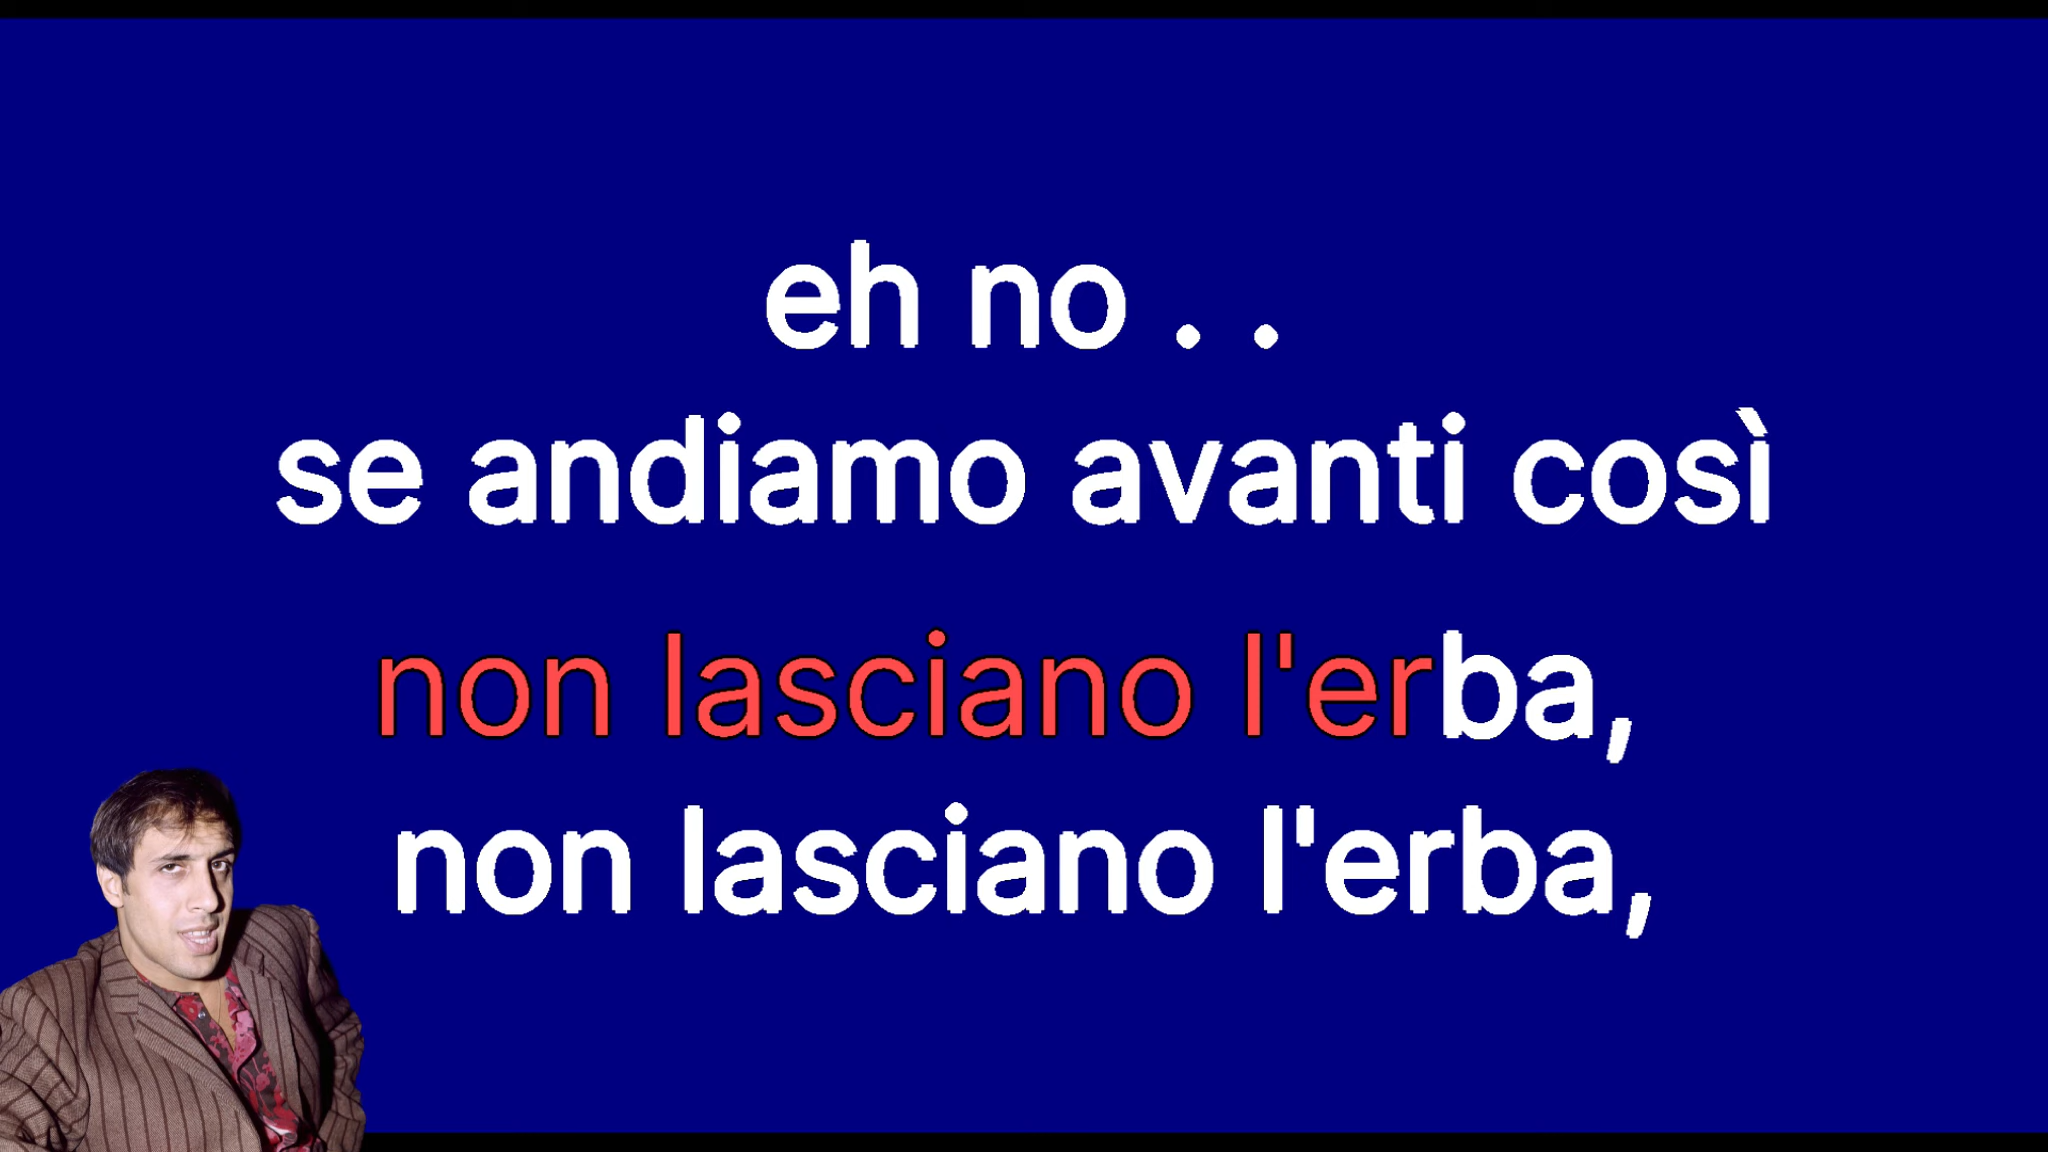 eh no . .
se andiamo avanti così
non lasciano l'erba,
non lasciano l'erba,